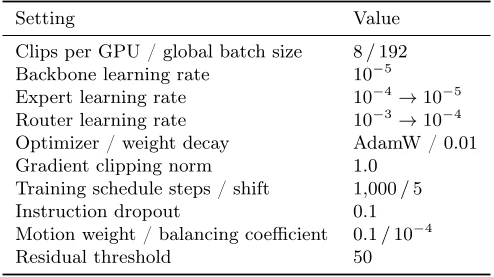 Setting Value
Clips per GPU / global batch size 8 / 192
Backbone learning rate 10⁻⁵
Expert learning rate 10⁻⁴ → 10⁻⁵
Router learning rate 10⁻³ → 10⁻⁴
Optimizer / weight decay AdamW / 0.01
Gradient clipping norm 1.0
Training schedule steps / shift 1,000 / 5
Instruction dropout 0.1
Motion weight / balancing coefficient 0.1 / 10⁻⁴
Residual threshold 50